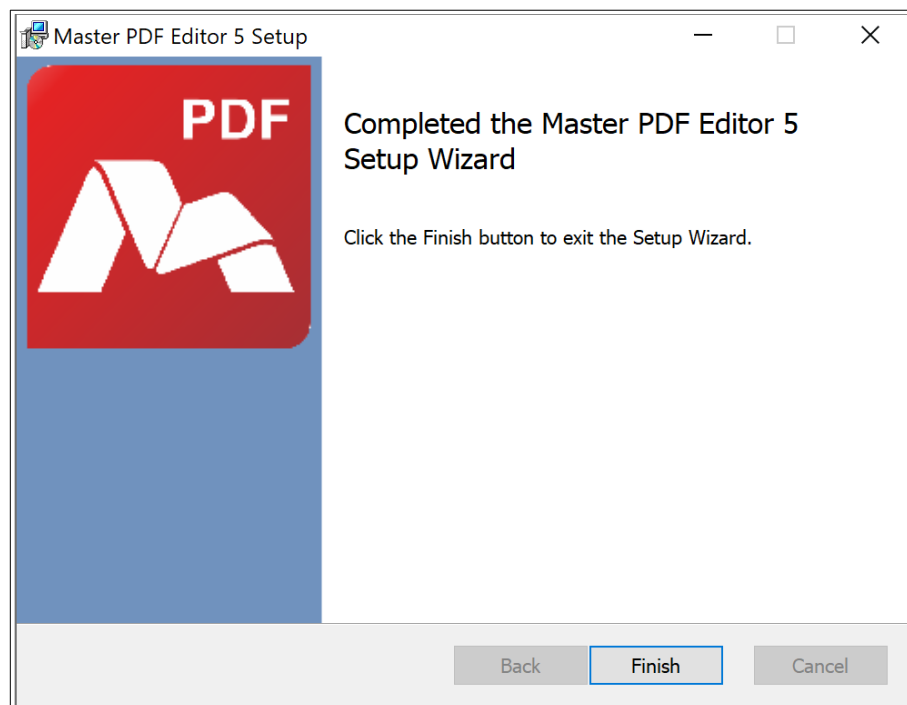 Master PDF Editor 5 Setup
PDF
Completed the Master PDF Editor 5
Setup Wizard
Click the Finish button to exit the Setup Wizard.
Back
Finish
Cancel